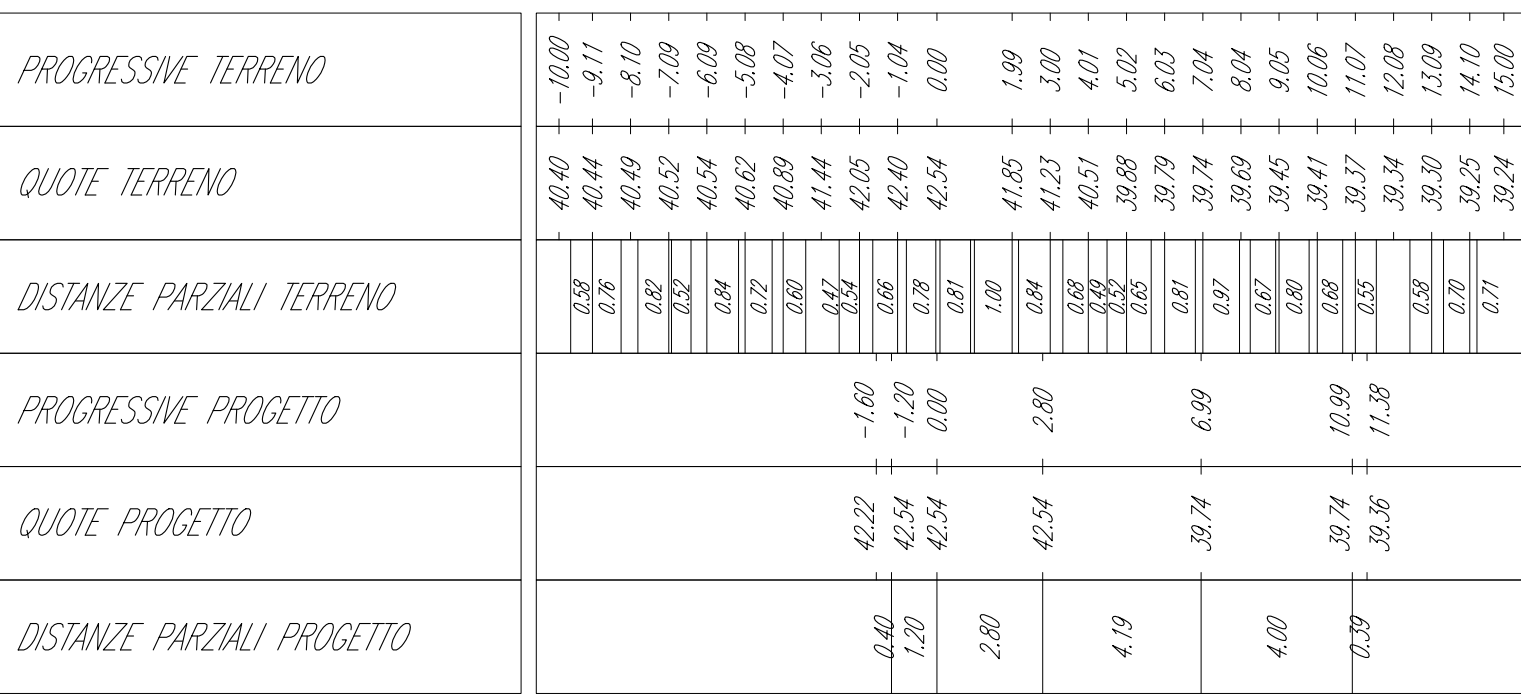 PROGRESSIVE TERRENO -10.00 -9.11 -8.10 -7.09 -6.09 -5.08 -4.07 -3.06 -2.05 -1.04 0.00 1.99 3.00 4.01 5.02 6.03 7.04 8.04 9.05 10.06 11.07 12.08 13.09 14.10 15.00
QUOTE TERRENO 40.40 40.44 40.49 40.52 40.54 40.62 40.89 41.44 42.05 42.40 42.54 41.85 41.23 40.51 39.88 39.79 39.74 39.69 39.45 39.41 39.37 39.34 39.30 39.25 39.24
DISTANZE PARZIALI TERRENO 0.58 0.76 0.82 0.52 0.84 0.72 0.60 0.47 0.54 0.66 0.78 0.81 1.00 0.84 0.68 0.49 0.52 0.65 0.81 0.97 0.67 0.80 0.68 0.55 0.58 0.70 0.71
PROGRESSIVE PROGETTO -1.60 -1.20 0.00 2.80 6.99 10.99 11.38
QUOTE PROGETTO 42.22 42.54 42.54 42.54 39.74 39.74 39.36
DISTANZE PARZIALI PROGETTO 0.40 1.20 2.80 4.19 4.00 0.39